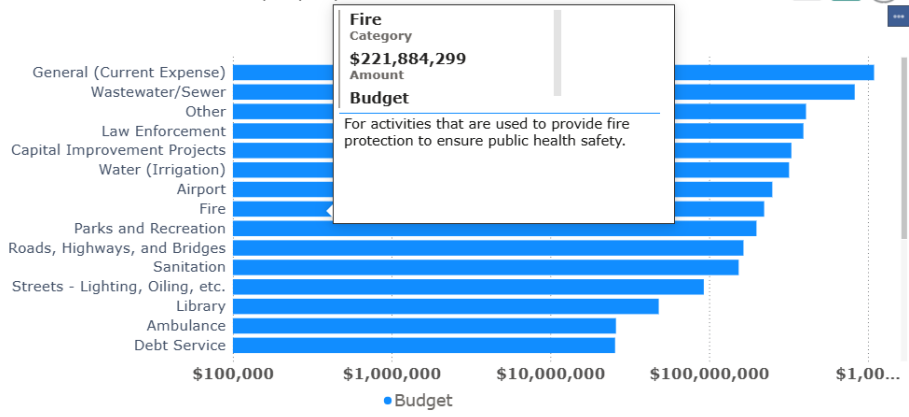 Fire
Category
$221,884,299
Amount
Budget
For activities that are used to provide fire
protection to ensure public health safety.
General (Current Expense)
Wastewater/Sewer
Other
Law Enforcement
Capital Improvement Projects
Water (Irrigation)
Airport
Fire
Parks and Recreation
Roads, Highways, and Bridges
Sanitation
Streets - Lighting, Oiling, etc.
Library
Ambulance
Debt Service
$100,000 $1,000,000 $10,000,000 $100,000,000 $1,00...
Budget